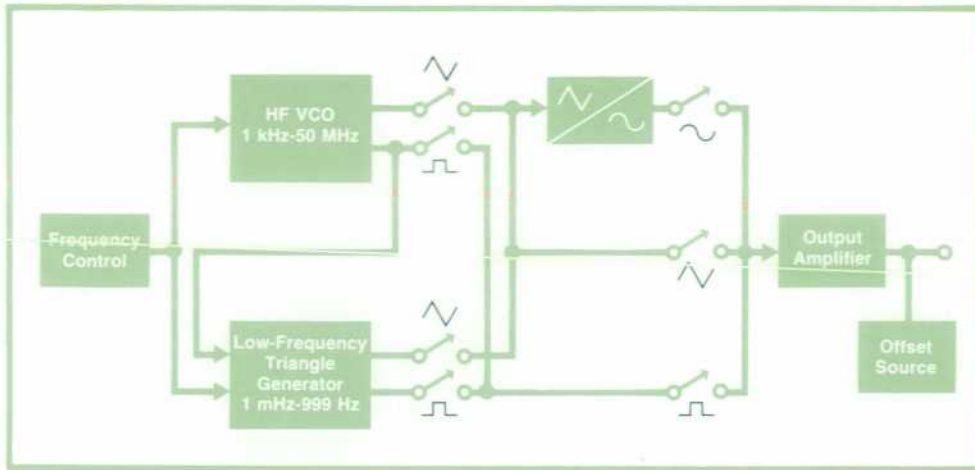 HF VCO
1 kHz-50 MHz
Frequency
Control
Output
Amplifier
Low-Frequency
Triangle
Generator
1 mHz-999 Hz
Offset
Source